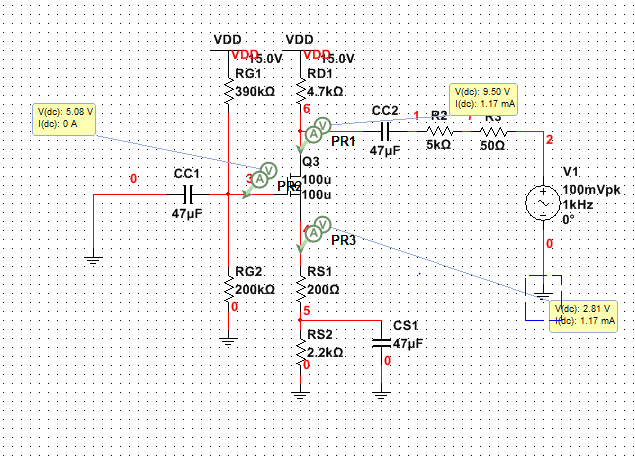 VDD
VDD
VDD
15.0V
VDD
15.0V
RG1
390kΩ
RD1
4.7kΩ
V(dc): 9.50 V
I(dc): 1.17 mA
V(dc): 5.08 V
I(dc): 0 A
6
CC2
1
R2
R3
PR1
47µF
5kΩ
50Ω
2
Q3
CC1
0
3
PR2
100u
100u
47µF
V1
100mVpk
1kHz
0°
PR3
0
RG2
200kΩ
0
RS1
200Ω
5
V(dc): 2.81 V
I(dc): 1.17 mA
RS2
2.2kΩ
0
CS1
47µF
0